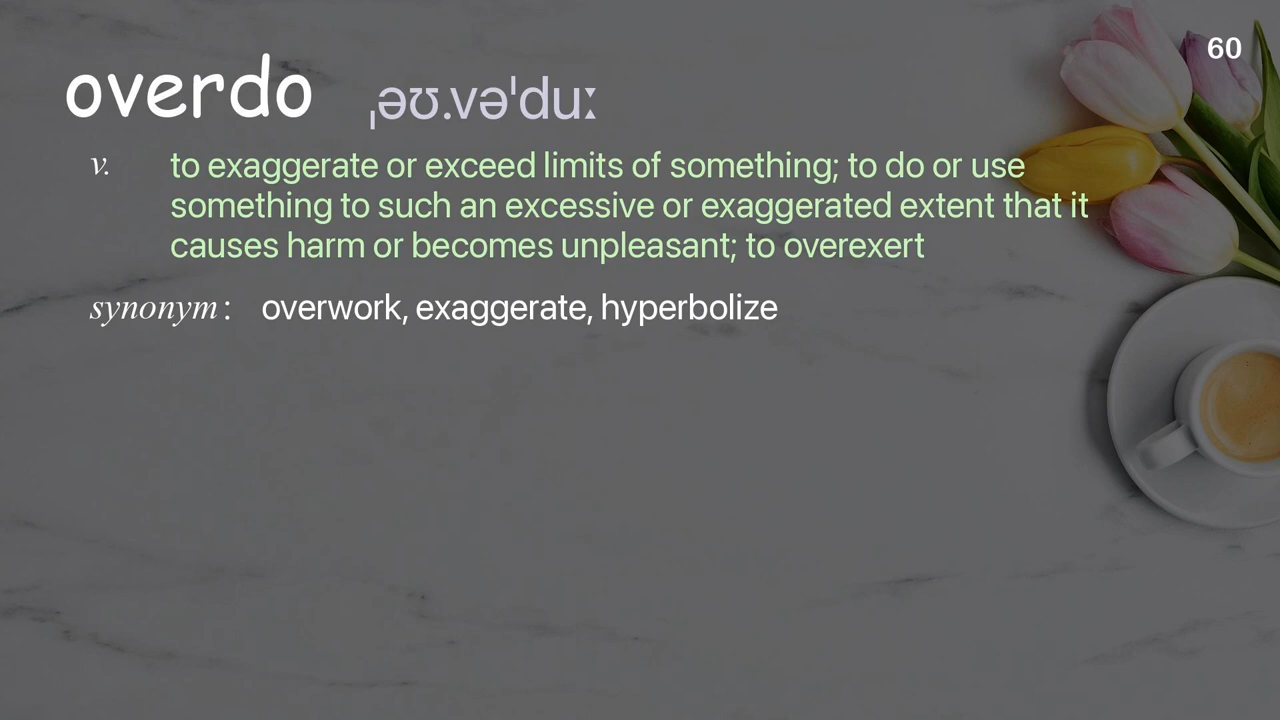 60
overdo ˌəʊ.vəˈduː
v. to exaggerate or exceed limits of something; to do or use
something to such an excessive or exaggerated extent that it
causes harm or becomes unpleasant; to overexert
synonym : overwork, exaggerate, hyperbolize